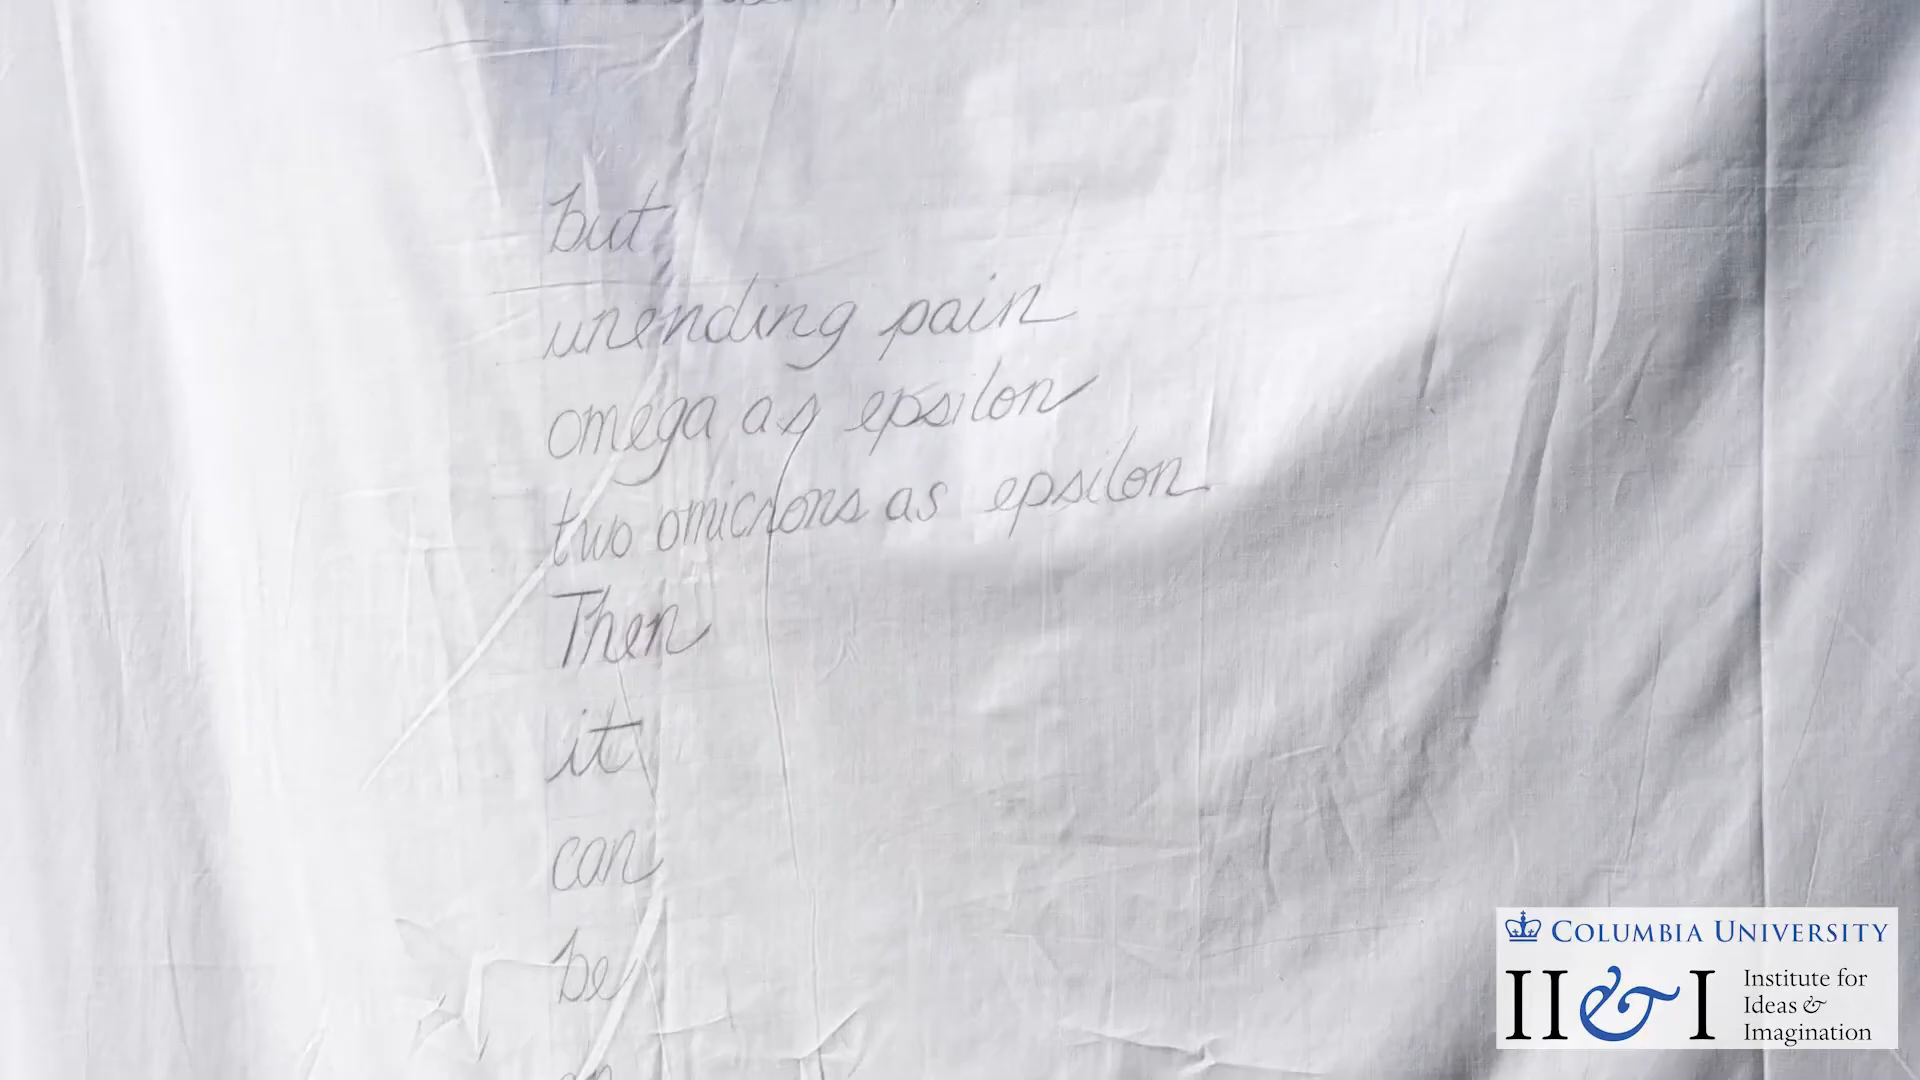 but
unending pain
omega as epsilon
two omicrons as epsilon
Then
it
can
be
COLUMBIA UNIVERSITY
II&I
Institute for
Ideas &
Imagination